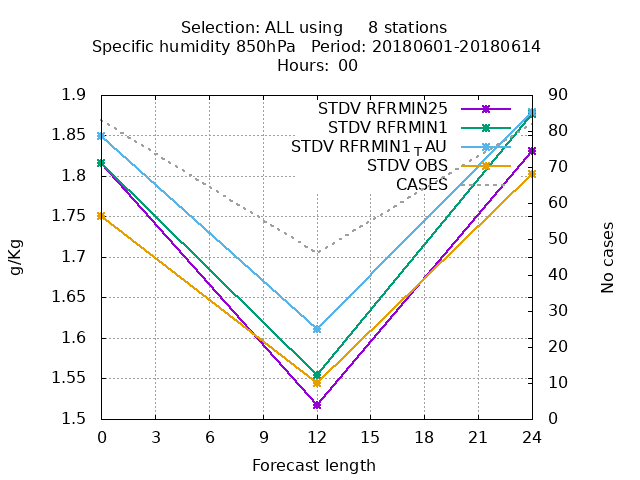 Selection: ALL using 8 stations
Specific humidity 850hPa Period: 20180601-20180614
Hours: 00
1.9
1.85
1.8
1.75
1.7
1.65
1.6
1.55
1.5
g/Kg
STDV RFRMIN25
STDV RFRMIN1
STDV RFRMIN1_TAU
STDV OBS
CASES
90
80
70
60
50
40
30
20
10
0
No cases
0 3 6 9 12 15 18 21 24
Forecast length